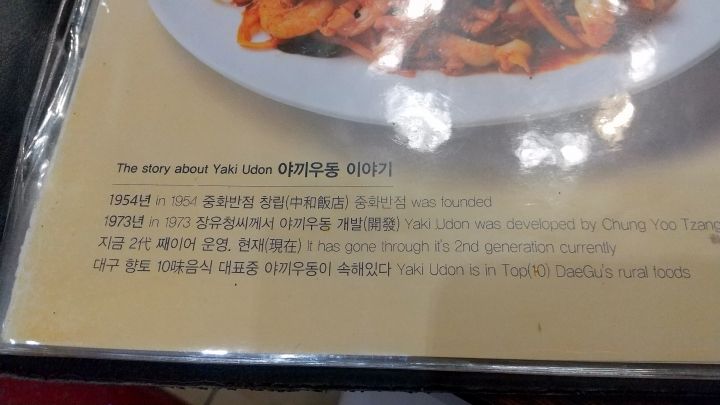 The story about Yaki Udon 야끼우동 이야기
1954년 in 1954 중화반점 창립(中和飯店) 중화반점 was founded
1973년 in 1973 장유청씨께서 야끼우동 개발(開發) Yaki Udon was developed by Chung Yoo Tzang
지금 2代 째이어 운영. 현재(現在) It has gone through it's 2nd generation currently
대구 향토 10味음식 대표중 야끼우동이 속해있다 Yaki Udon is in Top(10) DaeGu's rural foods